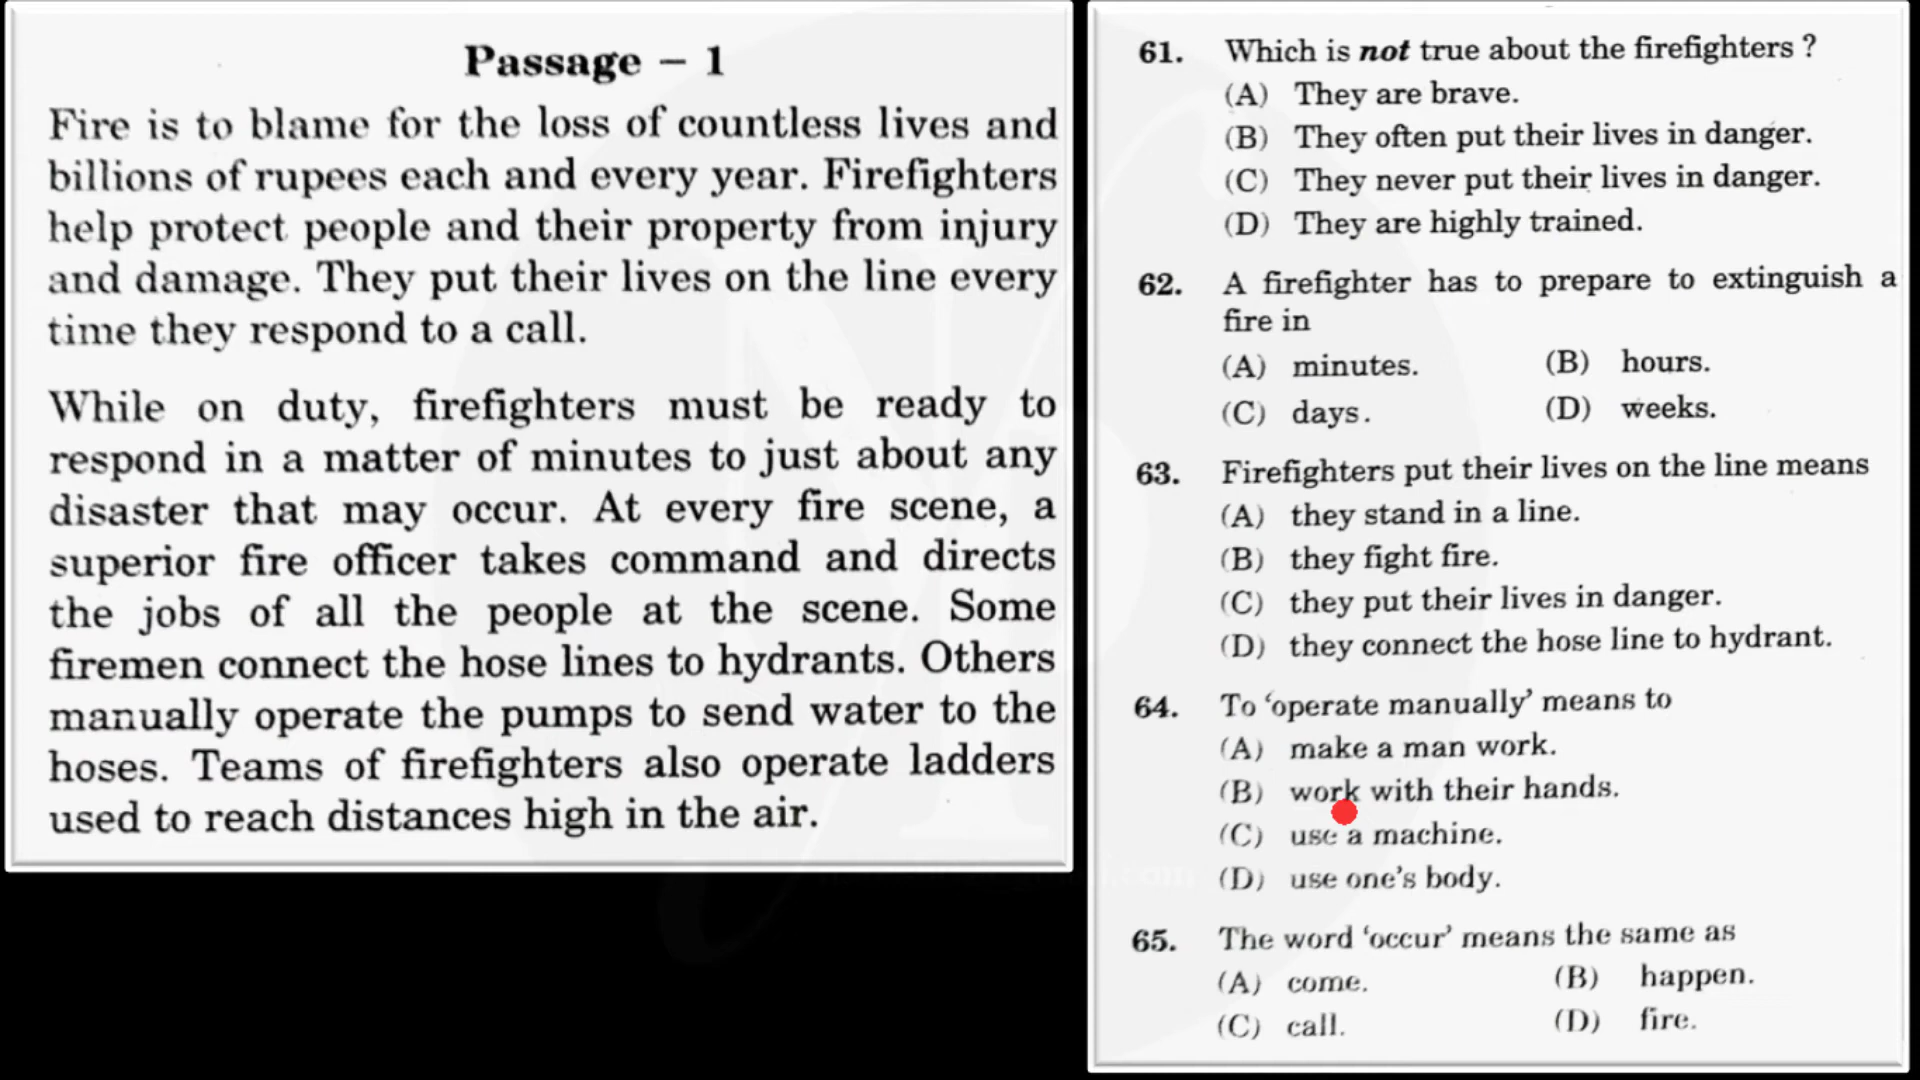 Passage – 1
Fire is to blame for the loss of countless lives and
billions of rupees each and every year. Firefighters
help protect people and their property from injury
and damage. They put their lives on the line every
time they respond to a call.
While on duty, firefighters must be ready to
respond in a matter of minutes to just about any
disaster that may occur. At every fire scene, a
superior fire officer takes command and directs
the jobs of all the people at the scene. Some
firemen connect the hose lines to hydrants. Others
manually operate the pumps to send water to the
hoses. Teams of firefighters also operate ladders
used to reach distances high in the air.
61. Which is not true about the firefighters ?
(A) They are brave.
(B) They often put their lives in danger.
(C) They never put their lives in danger.
(D) They are highly trained.
62. A firefighter has to prepare to extinguish a
fire in
(A) minutes. (B) hours.
(C) days. (D) weeks.
63. Firefighters put their lives on the line means
(A) they stand in a line.
(B) they fight fire.
(C) they put their lives in danger.
(D) they connect the hose line to hydrant.
64. To ‘operate manually’ means to
(A) make a man work.
(B) work with their hands.
(C) use a machine.
(D) use one’s body.
65. The word ‘occur’ means the same as
(A) come. (B) happen.
(C) call. (D) fire.